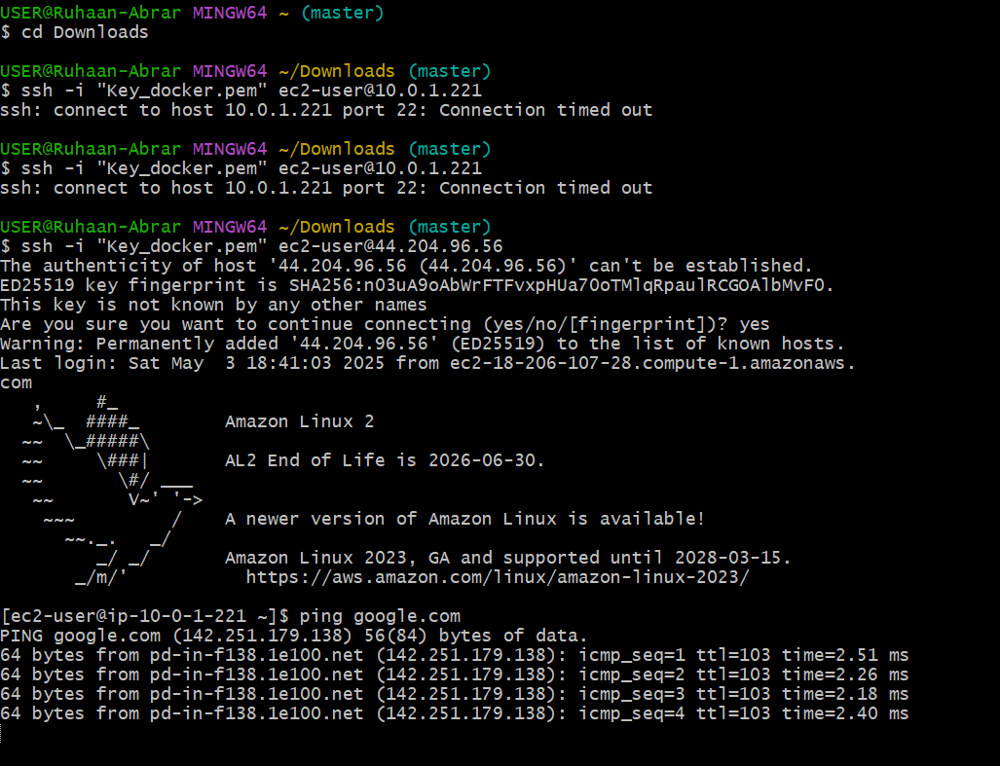 USER@Ruhaan-Abrar MINGW64 ~ (master)
$ cd Downloads
USER@Ruhaan-Abrar MINGW64 ~/Downloads (master)
$ ssh -i "Key_docker.pem" ec2-user@10.0.1.221
ssh: connect to host 10.0.1.221 port 22: Connection timed out
USER@Ruhaan-Abrar MINGW64 ~/Downloads (master)
$ ssh -i "Key_docker.pem" ec2-user@10.0.1.221
ssh: connect to host 10.0.1.221 port 22: Connection timed out
USER@Ruhaan-Abrar MINGW64 ~/Downloads (master)
$ ssh -i "Key_docker.pem" ec2-user@44.204.96.56
The authenticity of host '44.204.96.56 (44.204.96.56)' can't be established.
ED25519 key fingerprint is SHA256:n03uA9oAbWrFTFvxpHUa70oTMlqRpaulRCGOAlbMvF0.
This key is not known by any other names
Are you sure you want to continue connecting (yes/no/[fingerprint])? yes
Warning: Permanently added '44.204.96.56' (ED25519) to the list of known hosts.
Last login: Sat May  3 18:41:03 2025 from ec2-18-206-107-28.compute-1.amazonaws.
com
   ,     #_
   ~\_  ####_        Amazon Linux 2
  ~~  \_#####\
  ~~     \###|       AL2 End of Life is 2026-06-30.
  ~~       \#/ ___
   ~~       V~' '->
    ~~~         /    A newer version of Amazon Linux is available!
      ~~._.   _/
         _/ _/       Amazon Linux 2023, GA and supported until 2028-03-15.
       _/m/'           https://aws.amazon.com/linux/amazon-linux-2023/
[ec2-user@ip-10-0-1-221 ~]$ ping google.com
PING google.com (142.251.179.138) 56(84) bytes of data.
64 bytes from pd-in-f138.1e100.net (142.251.179.138): icmp_seq=1 ttl=103 time=2.51 ms
64 bytes from pd-in-f138.1e100.net (142.251.179.138): icmp_seq=2 ttl=103 time=2.26 ms
64 bytes from pd-in-f138.1e100.net (142.251.179.138): icmp_seq=3 ttl=103 time=2.18 ms
64 bytes from pd-in-f138.1e100.net (142.251.179.138): icmp_seq=4 ttl=103 time=2.40 ms